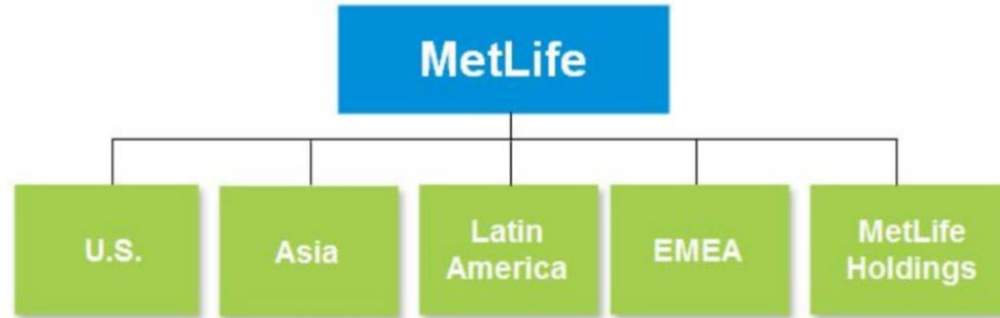 MetLife
U.S.
Asia
Latin
America
EMEA
MetLife
Holdings